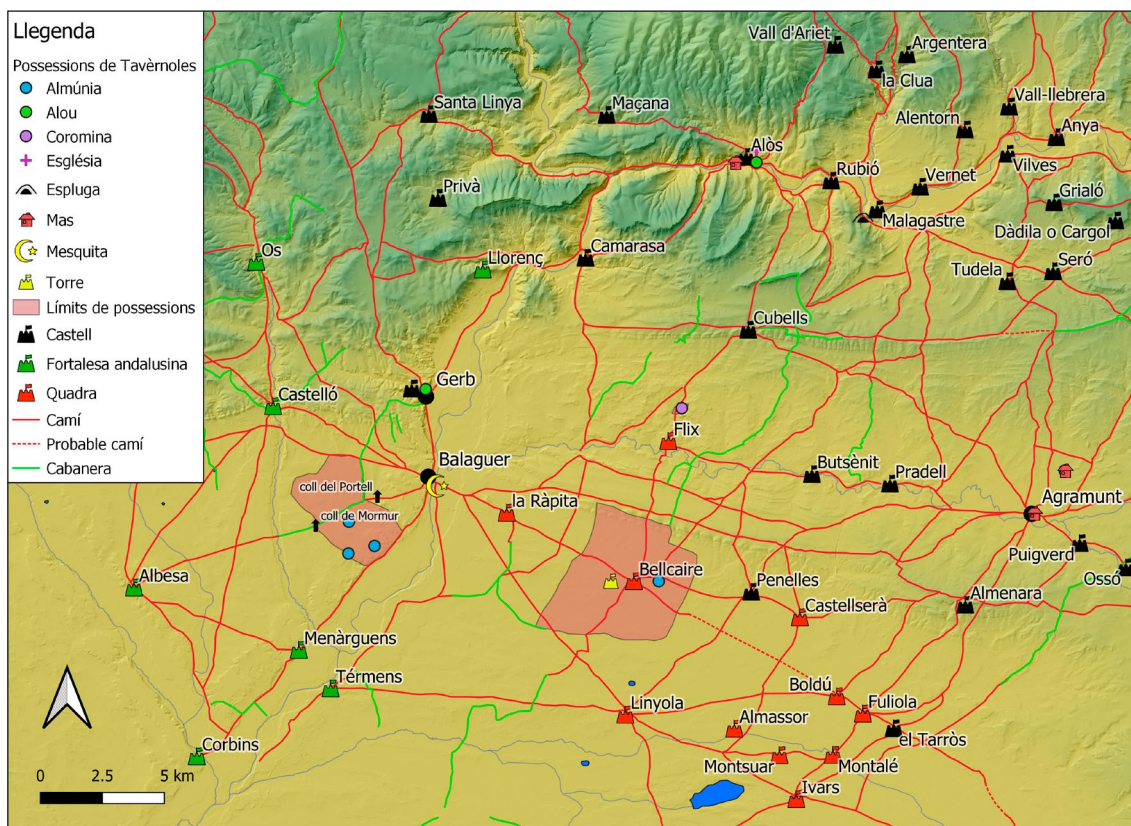 Llegenda
Possessions de Tavèrnoles
Almúnia
Alou
Coromina
Església
Espluga
Mas
Mesquita
Torre
Límits de possessions
Castell
Fortalesa andalusina
Quadra
Camí
Probable camí
Cabanera
Vall d'Ariet
Argentera
la Clua
Santa Linya
Maçana
Vall-llebrera
Alentorn
Anya
Alòs
Vilves
Rubió
Vernet
Privà
Grialó
Malagastre
Dàdila o Cargol
Os
Llorenç
Camarasa
Tudela
Seró
Cubells
Gerb
Castelló
Flix
Balaguer
Butsènit
Pradell
coll del Portell
la Ràpita
Agramunt
coll de Mormur
Puigverd
Albesa
Bellcaire
Penelles
Ossó
Almenara
Castellserà
Menàrguens
Térmens
Boldú
Linyola
Fuliola
Almassor
el Tarròs
Corbins
Montsuar
Montalé
Ivars
0 2.5 5 km